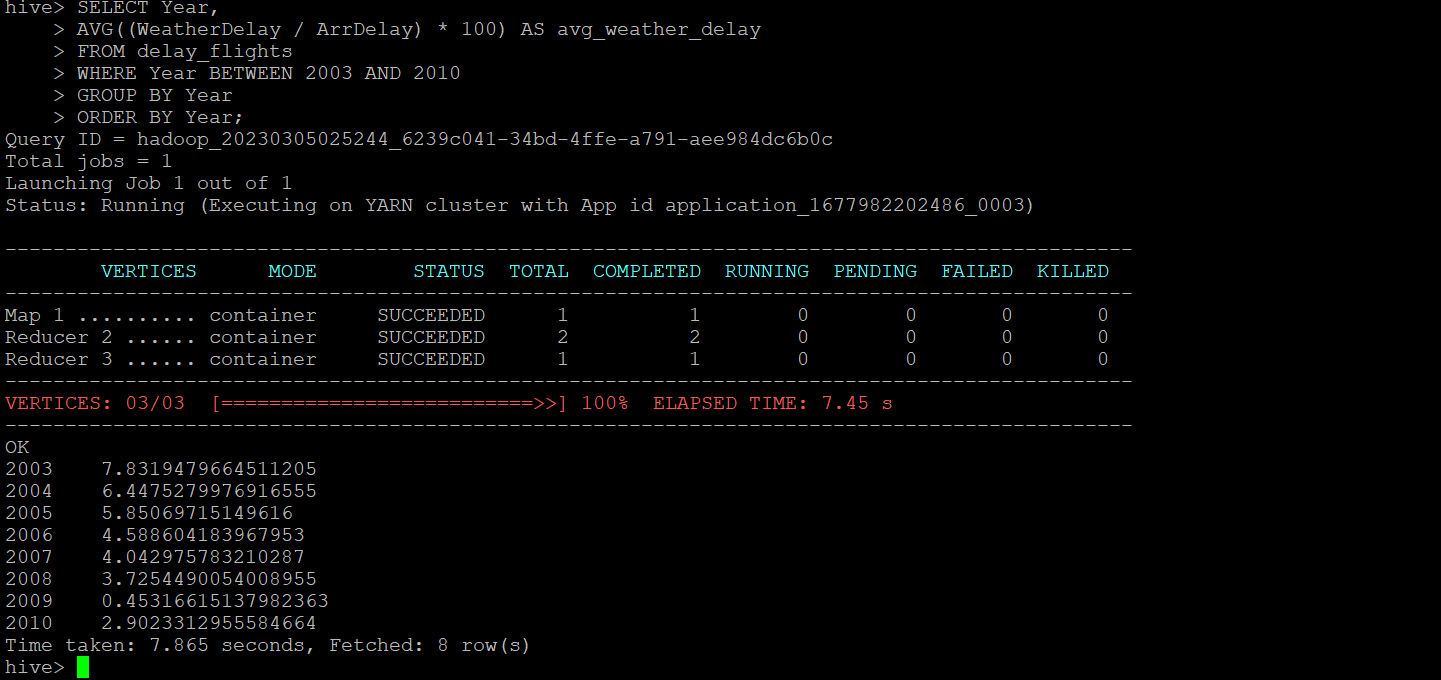 hive> SELECT Year,
    > AVG((WeatherDelay / ArrDelay) * 100) AS avg_weather_delay
    > FROM delay_flights
    > WHERE Year BETWEEN 2003 AND 2010
    > GROUP BY Year
    > ORDER BY Year;
Query ID = hadoop_20230305025244_6239c041-34bd-4ffe-a791-aee984dc6b0c
Total jobs = 1
Launching Job 1 out of 1
Status: Running (Executing on YARN cluster with App id application_1677982202486_0003)
----------------------------------------------------------------------------------------------
        VERTICES      MODE        STATUS  TOTAL  COMPLETED  RUNNING  PENDING  FAILED  KILLED
----------------------------------------------------------------------------------------------
Map 1 .......... container     SUCCEEDED      1          1        0        0       0       0
Reducer 2 ...... container     SUCCEEDED      2          2        0        0       0       0
Reducer 3 ...... container     SUCCEEDED      1          1        0        0       0       0
----------------------------------------------------------------------------------------------
VERTICES: 03/03  [==========================>>] 100%  ELAPSED TIME: 7.45 s
----------------------------------------------------------------------------------------------
OK
2003    7.8319479664511205
2004    6.4475279976916555
2005    5.85069715149616
2006    4.588604183967953
2007    4.042975783210287
2008    3.7254490054008955
2009    0.45316615137982363
2010    2.9023312955584664
Time taken: 7.865 seconds, Fetched: 8 row(s)
hive>